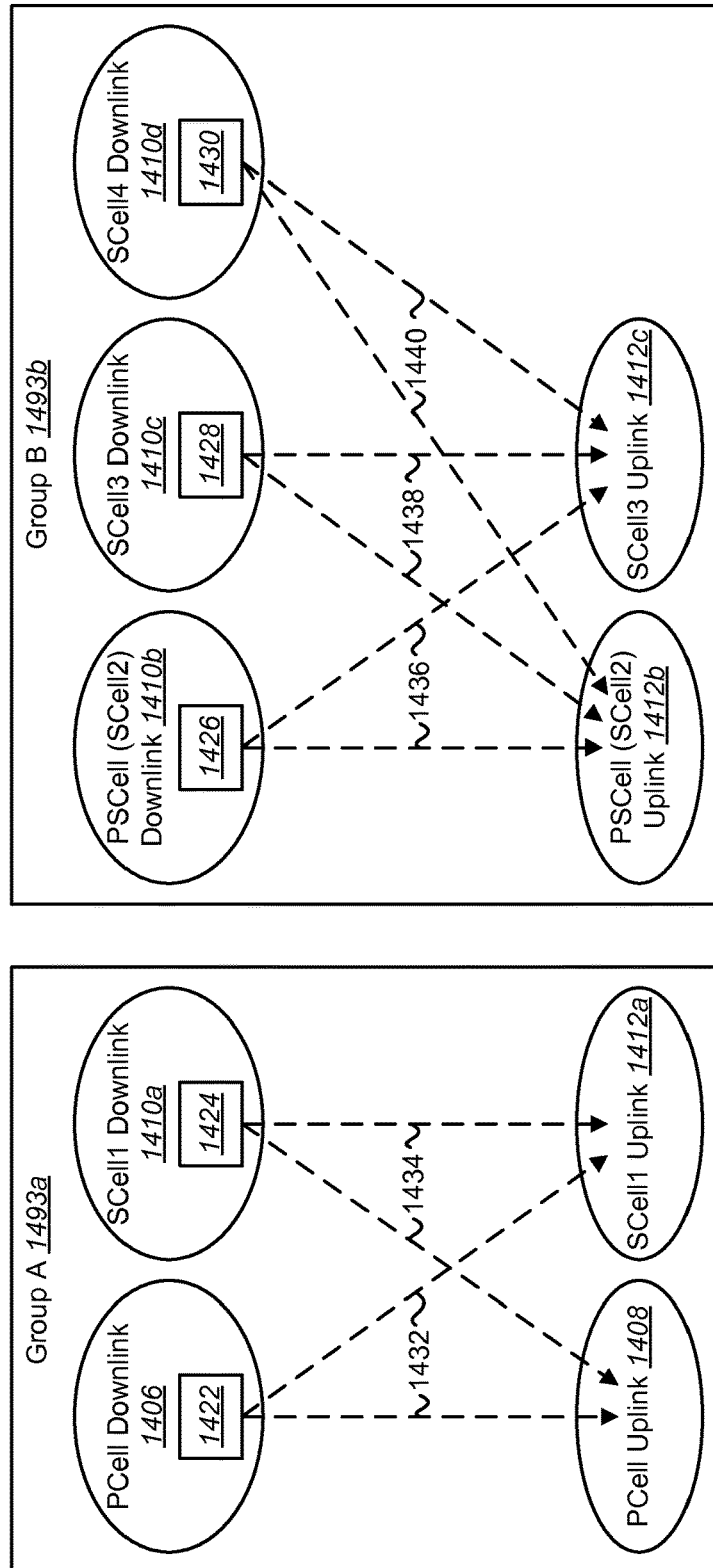 Group A 1493a
PCell Downlink
1406
1422
SCell1 Downlink
1410a
1424
1432
1434
PCell Uplink 1408
SCell1 Uplink 1412a
Group B 1493b
PSCell (SCell2)
Downlink 1410b
1426
SCell3 Downlink
1410c
1428
SCell4 Downlink
1410d
1430
1436
1438
1440
PSCell (SCell2)
Uplink 1412b
SCell3 Uplink 1412c